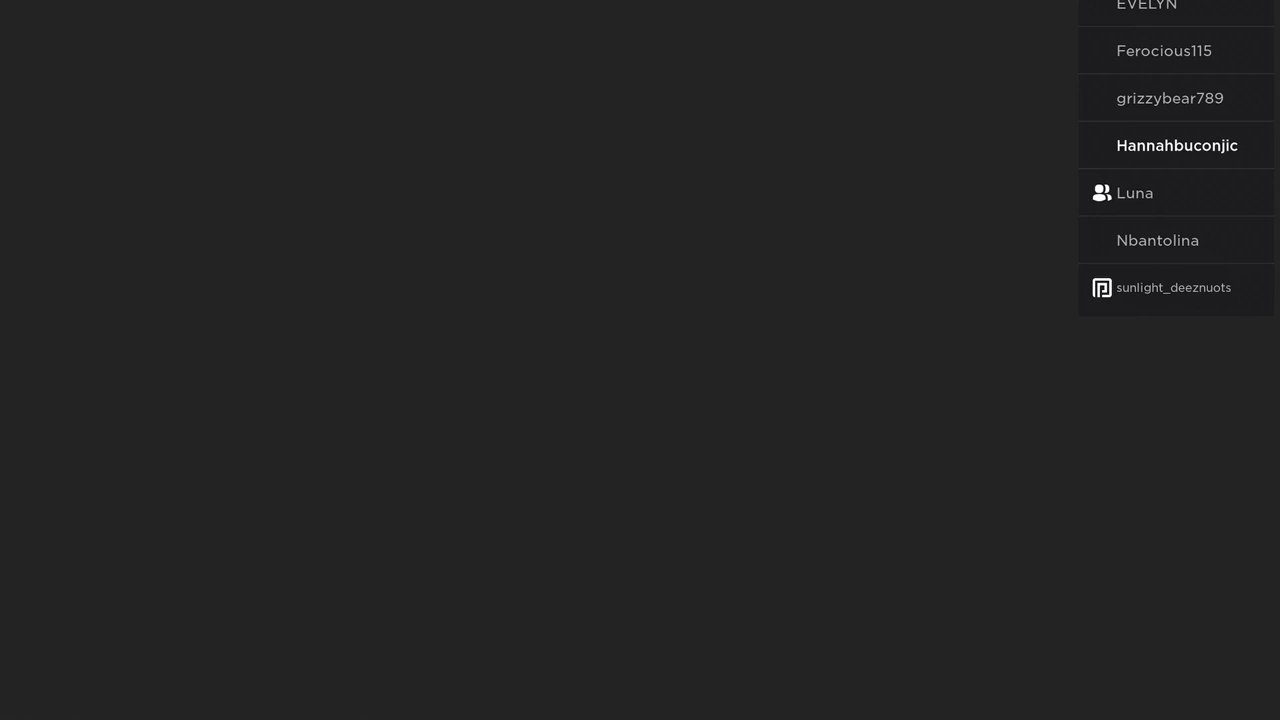 EVELYN
Ferocious115
grizzybear789
Hannahbuconjic
Luna
Nbantolina
sunlight_deeznuots